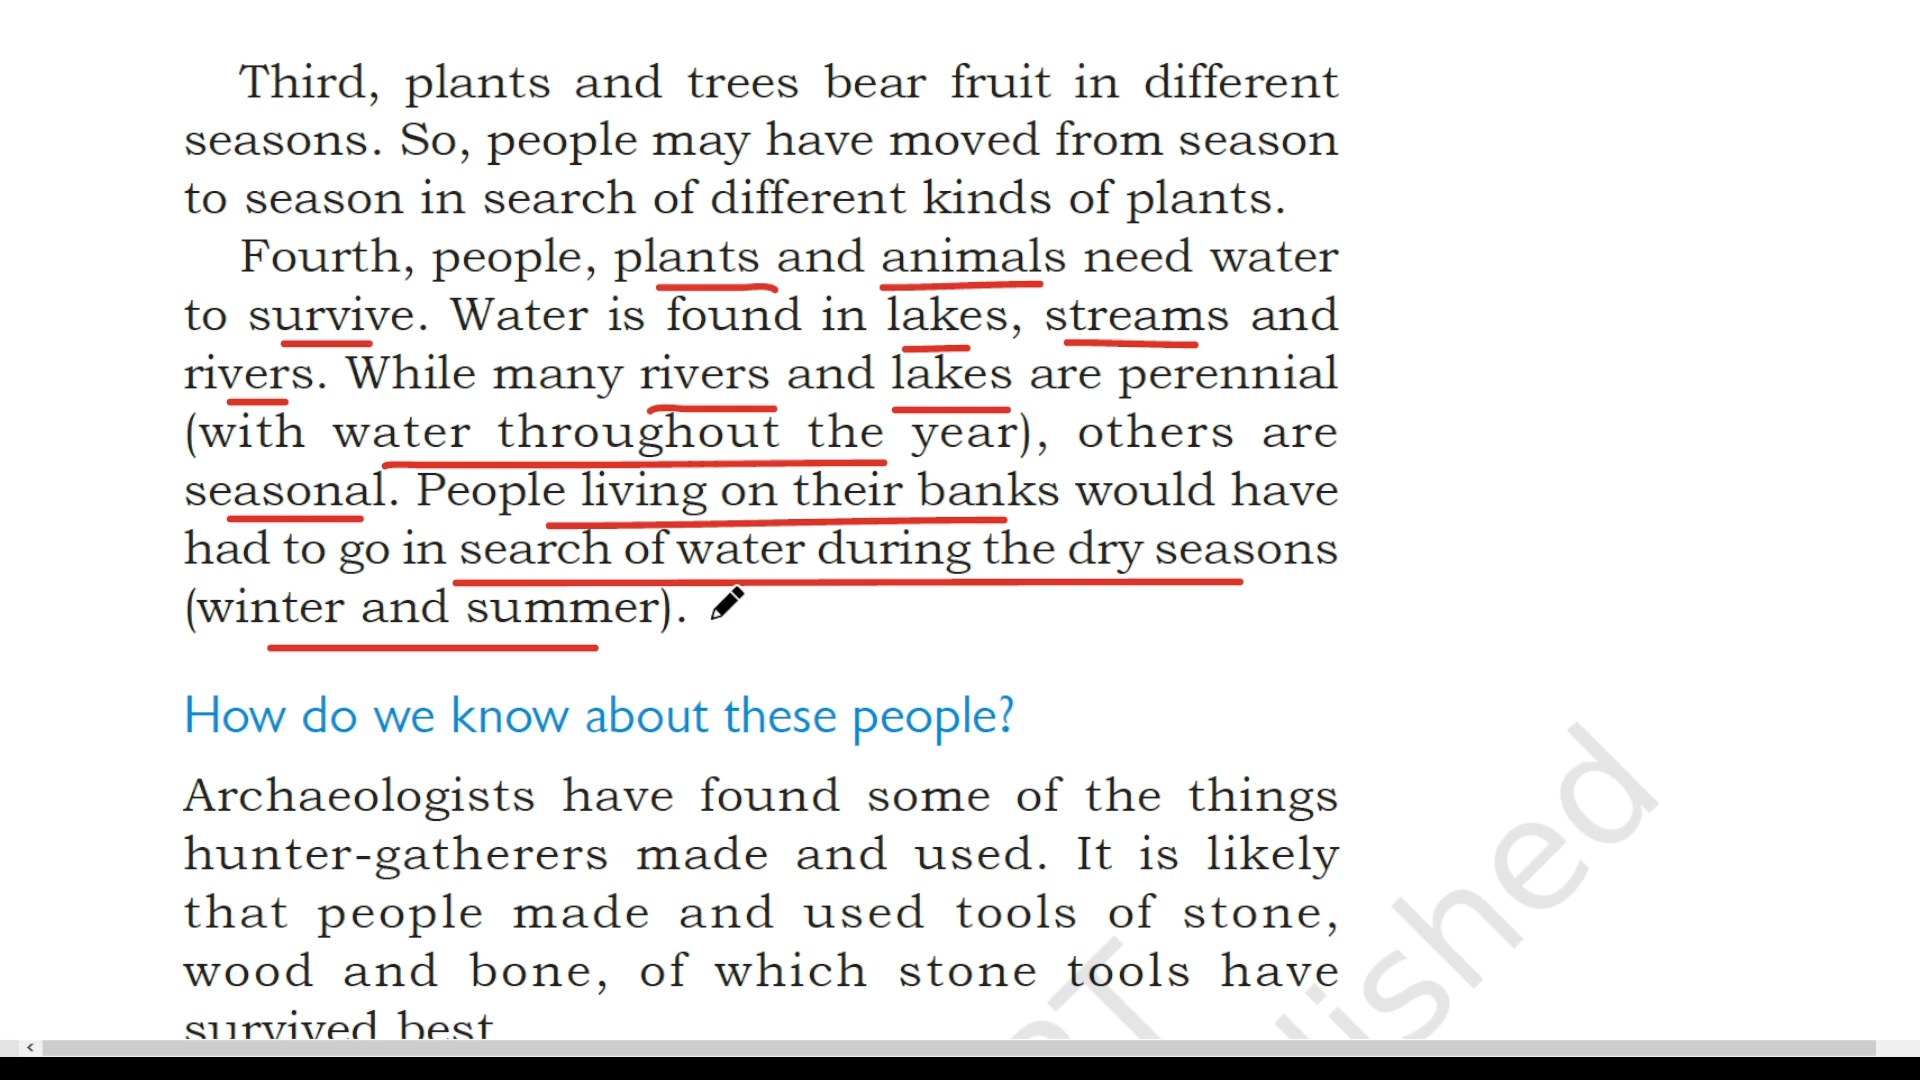 Third, plants and trees bear fruit in different
seasons. So, people may have moved from season
to season in search of different kinds of plants.
Fourth, people, plants and animals need water
to survive. Water is found in lakes, streams and
rivers. While many rivers and lakes are perennial
(with water throughout the year), others are
seasonal. People living on their banks would have
had to go in search of water during the dry seasons
(winter and summer).
How do we know about these people?
Archaeologists have found some of the things
hunter-gatherers made and used. It is likely
that people made and used tools of stone,
wood and bone, of which stone tools have
survived best